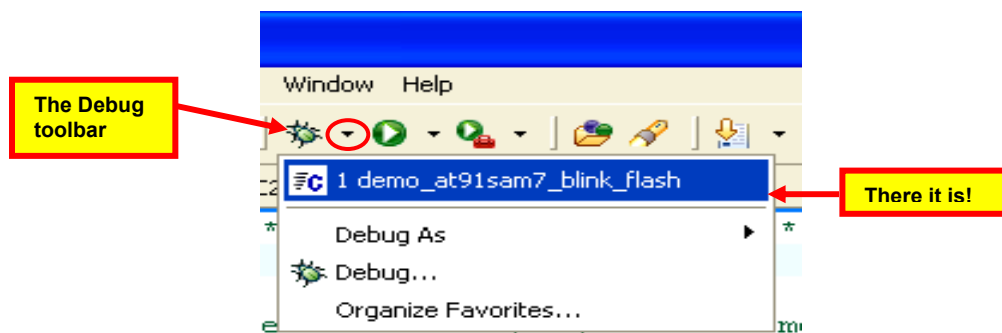 Window Help
The Debug
toolbar
C 1 demo_at91sam7_blink_flash
There it is!
* Debug As *
Debug...
Organize Favorites...